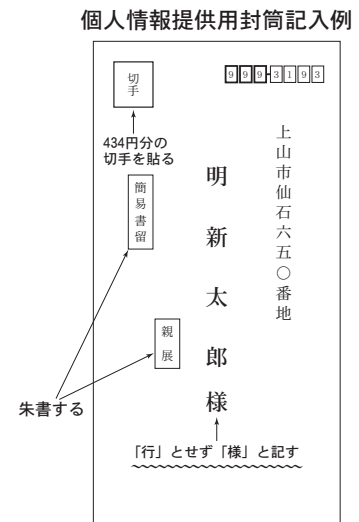 個人情報提供用封筒記入例
切手
999-3193
434円分の
切手を貼る
上山市仙石六五〇番地
明新太郎様
簡易書留
親展
朱書する
「行」とせず「様」と記す